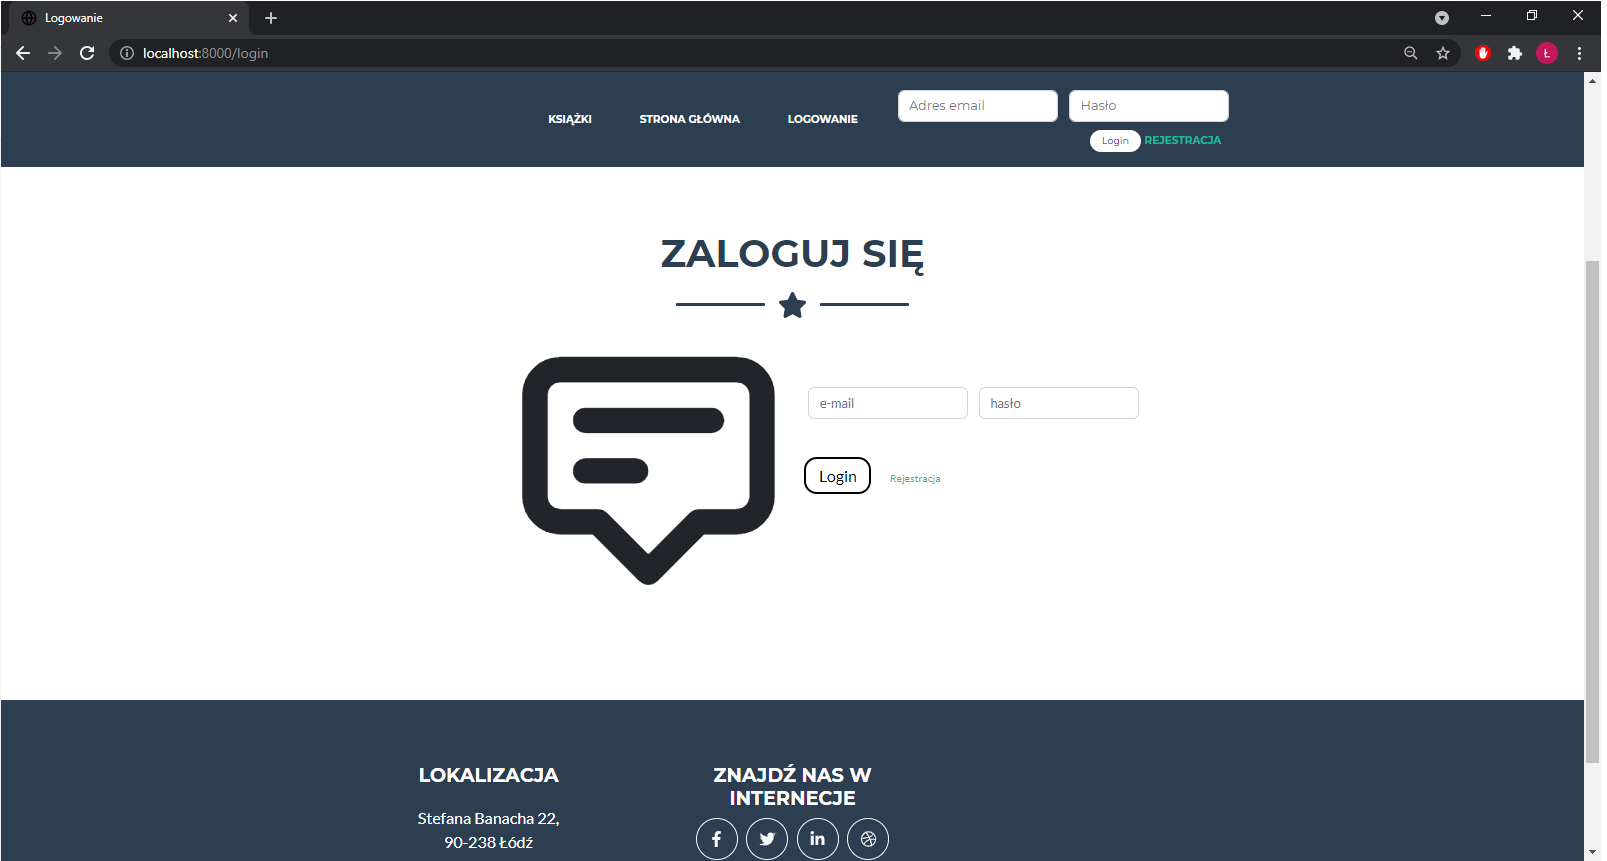 Logowanie
localhost:8000/login
Ł
KSIĄŻKI STRONA GŁÓWNA LOGOWANIE Adres email Hasło
Login REJESTRACJA
ZALOGUJ SIĘ
e-mail hasło
Login Rejestracja
LOKALIZACJA
Stefana Banacha 22,
90-238 Łódź
ZNAJDŹ NAS W
INTERNECJE